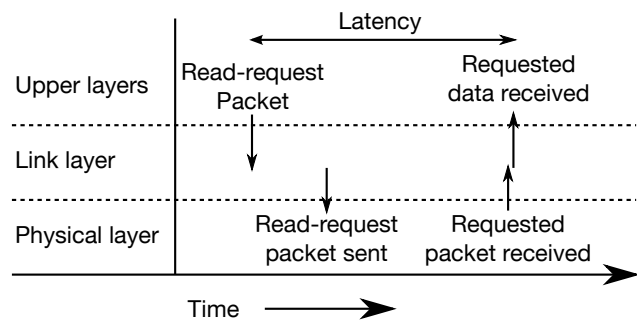 Latency
Upper layers
Read-request
Packet
Requested
data received
Link layer
Physical layer
Read-request
packet sent
Requested
packet received
Time